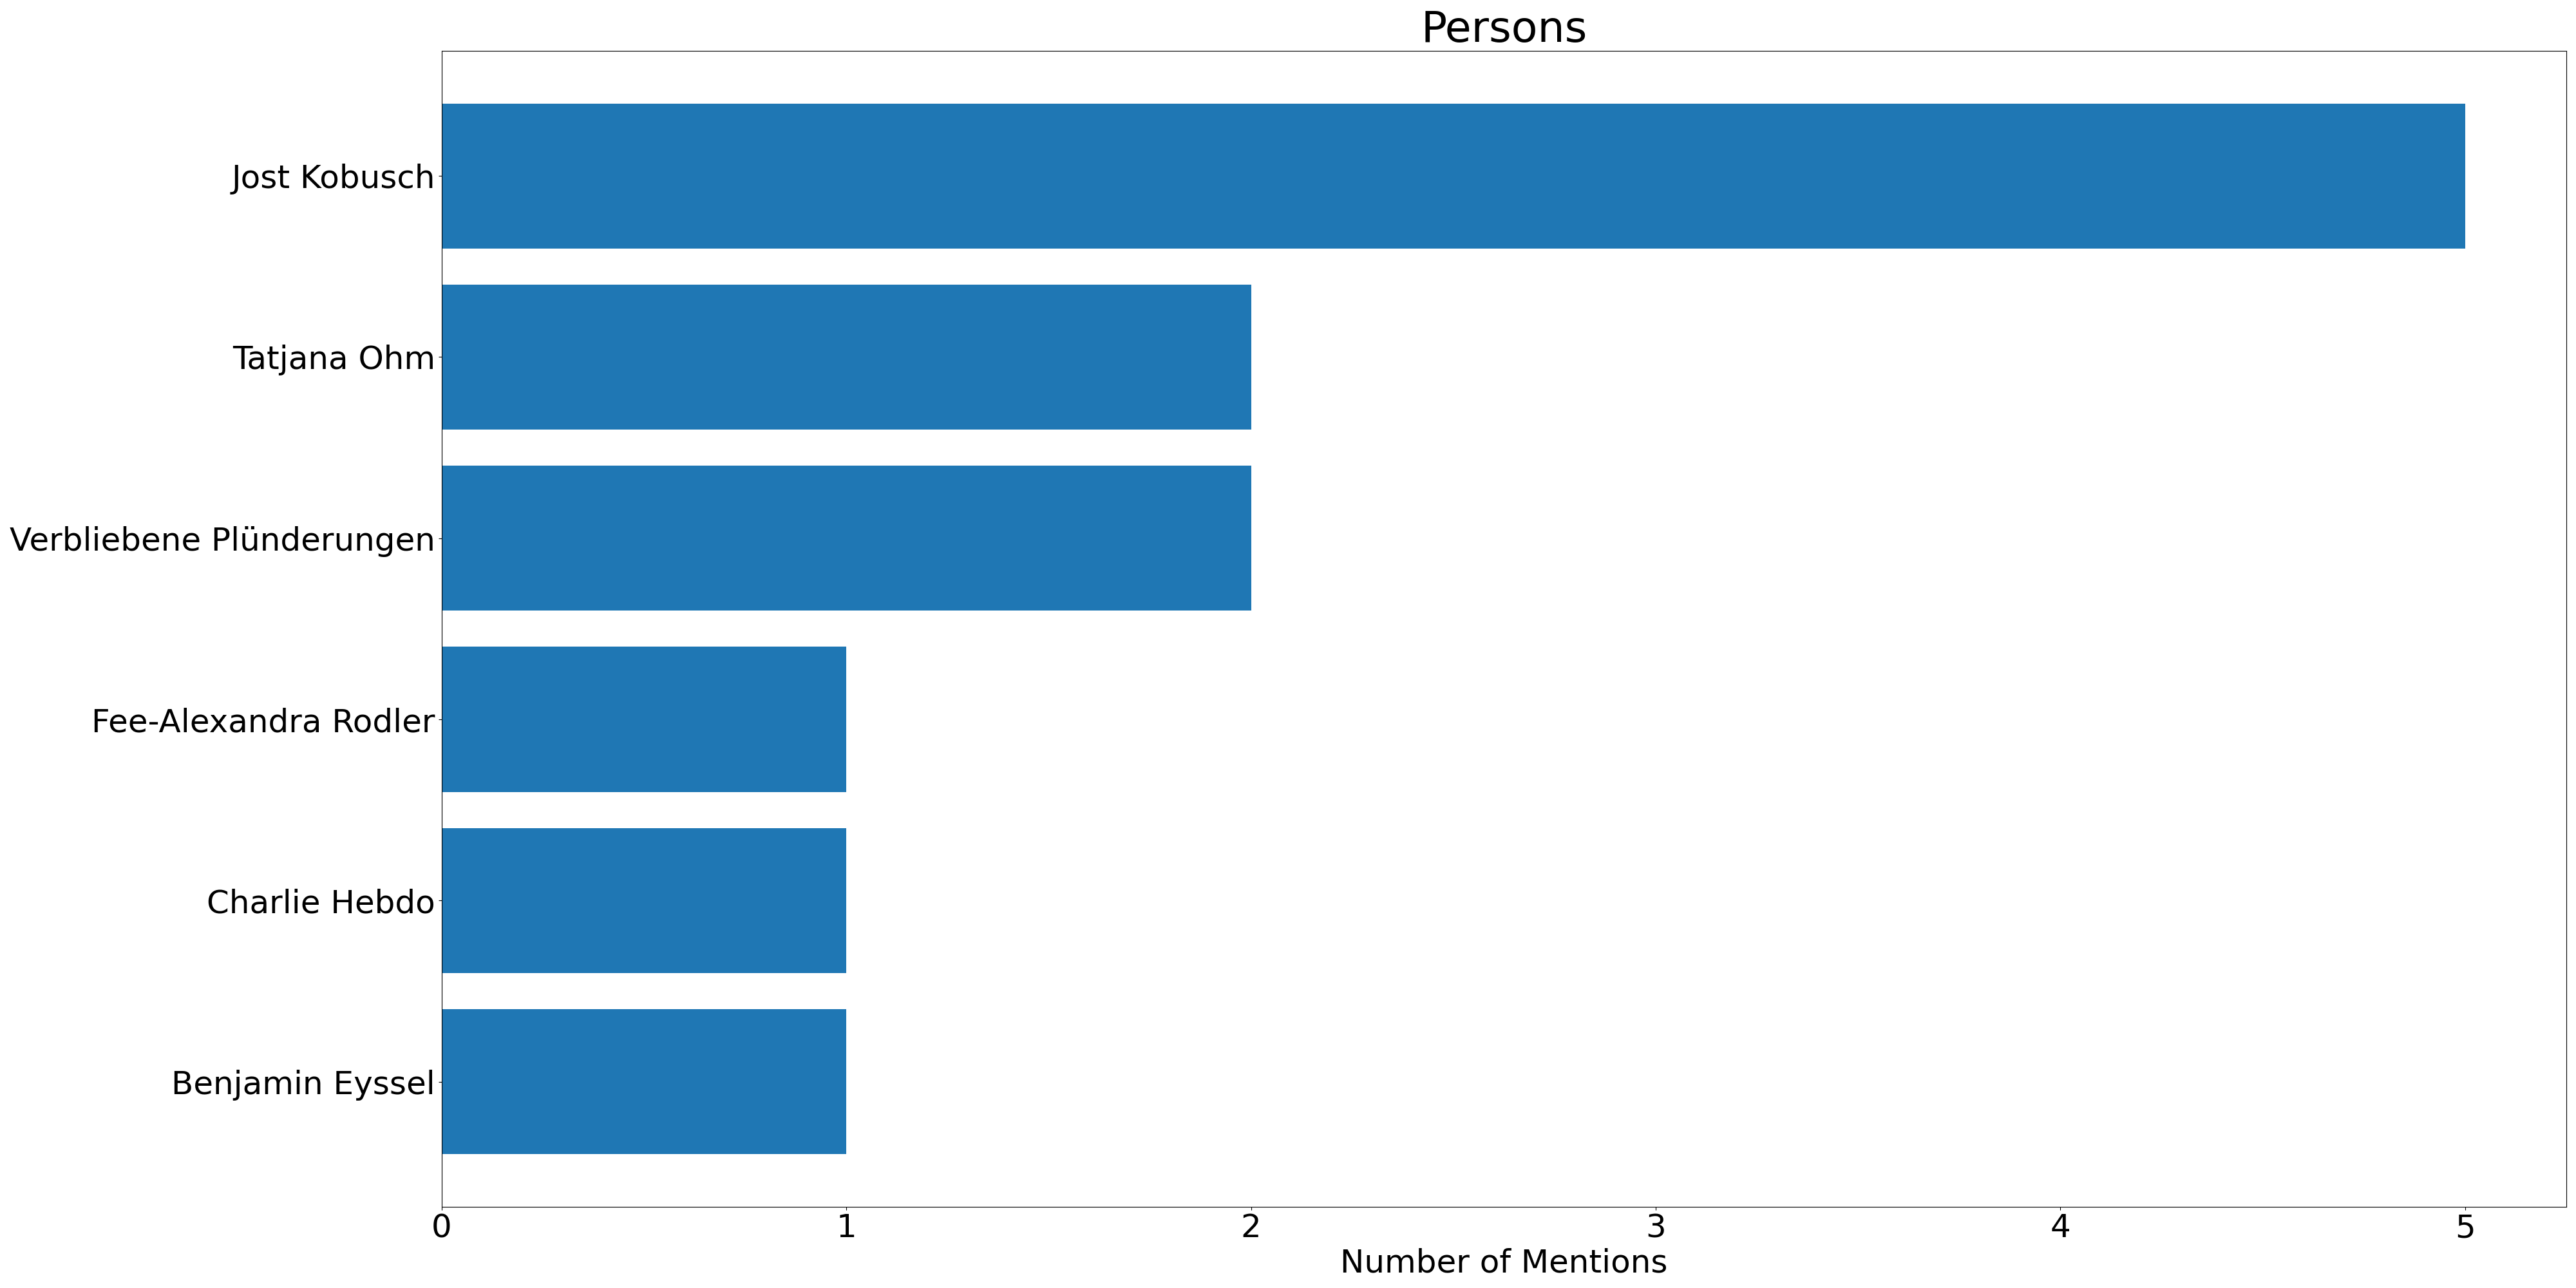 Persons
Jost Kobusch
Tatjana Ohm
Verbliebene Plünderungen
Fee-Alexandra Rodler
Charlie Hebdo
Benjamin Eyssel
0 1 2 3 4 5
Number of Mentions